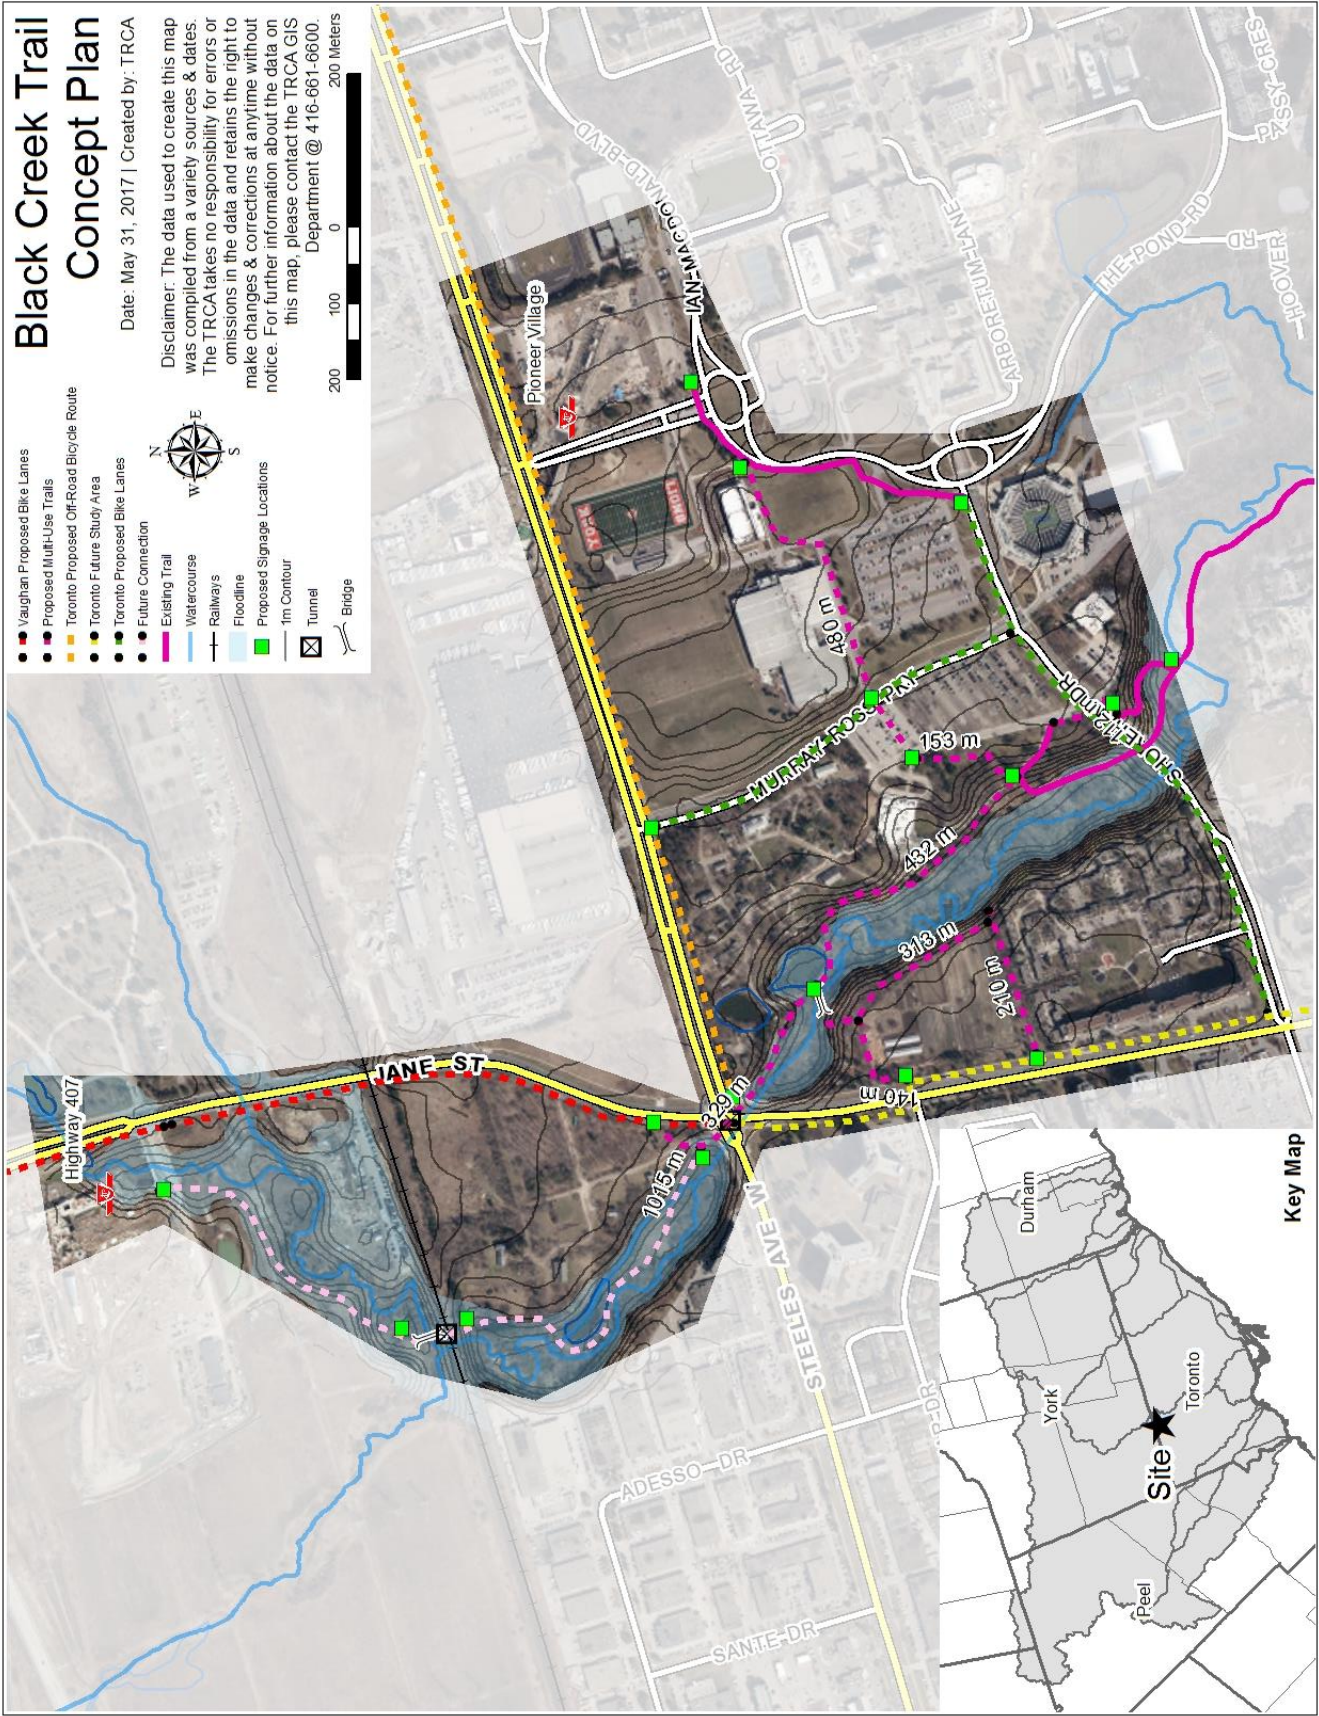 Black Creek Trail
Concept Plan
Date: May 31, 2017 | Created by: TRCA
Disclaimer: The data used to create this map
was compiled from a variety sources & dates.
The TRCA takes no responsibility for errors or
omissions in the data and retains the right to
make changes & corrections at anytime without
notice. For further information about the data on
this map, please contact the TRCA GIS
Department @ 416-661-6600.
200 100 0 200 Meters
Vaughan Proposed Bike Lanes
Proposed Multi-Use Trails
Toronto Proposed Off-Road Bicycle Route
Toronto Future Study Area
Toronto Proposed Bike Lanes
Future Connection
Existing Trail
Watercourse
Railways
Floodline
Proposed Signage Locations
1m Contour
Tunnel
Bridge
N
W E
S
Highway 407
JANE ST
Pioneer Village
YORK
LIONS
IAN-MACDONALD-BLVD
OTTAWA-RD
ARBORETUM-LANE
THE-POND-RD
PASSY-CRES
HOOVER
RD
MURRAY-ROSS-PKY
SHOREHAM DR
112 m
480 m
153 m
432 m
313 m
210 m
140 m
329 m
1015 m
STEELES AVE W
ADESSO-DR
SANTE-DR
Durham
York
Toronto
Peel
Site
Key Map